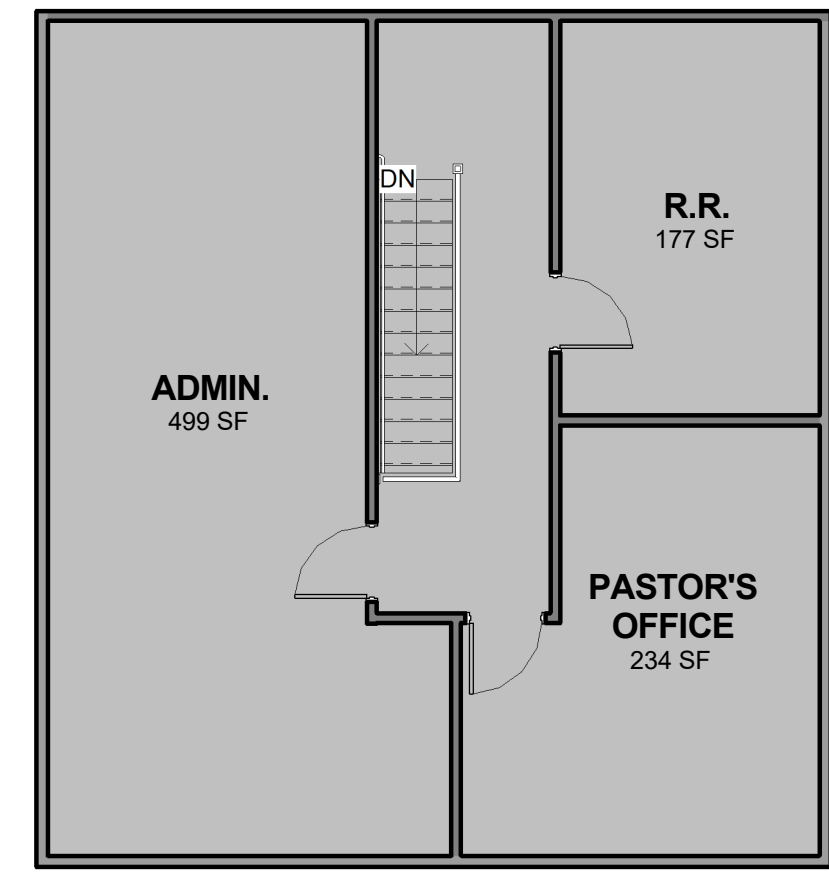 DN
R.R.
177 SF
ADMIN.
499 SF
PASTOR'S
OFFICE
234 SF